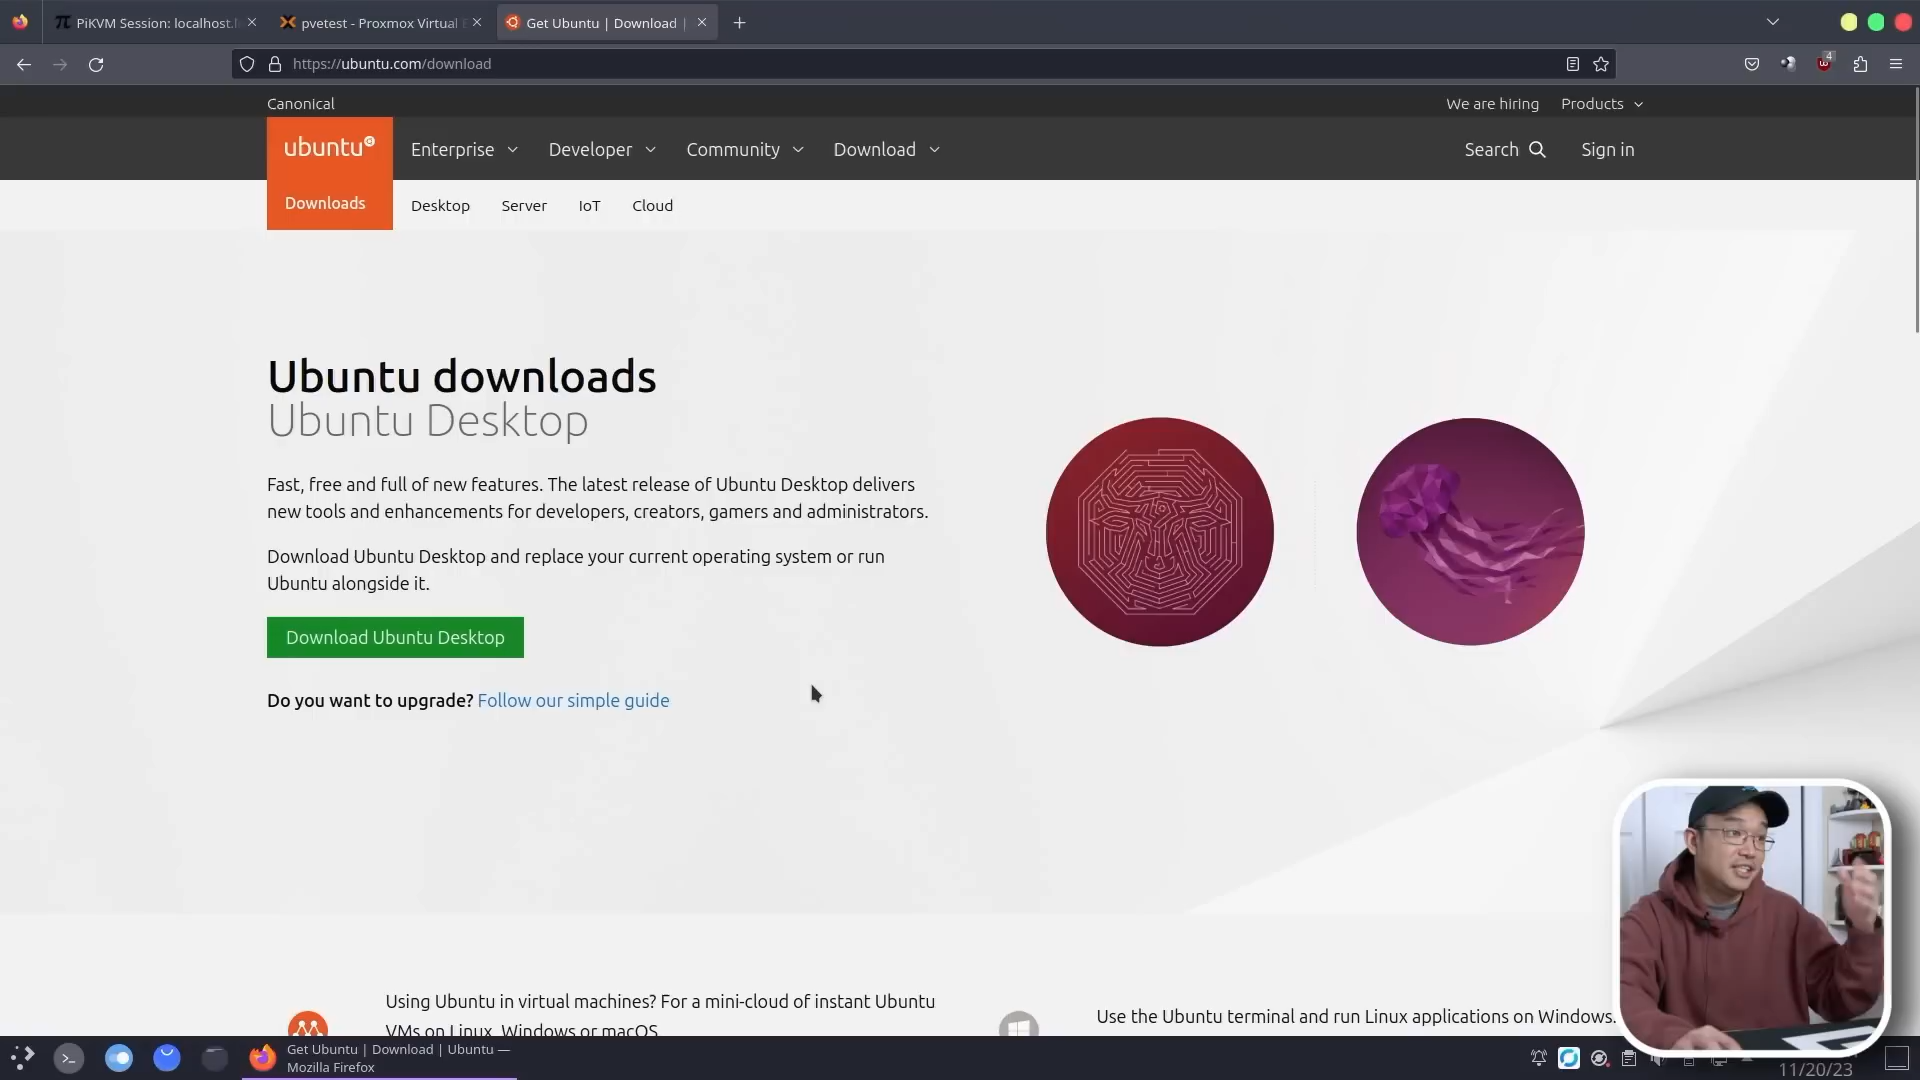 PiKVM Session: localhost.
pvetest - Proxmox Virtual E
Get Ubuntu | Download |
https://ubuntu.com/download
4
Canonical
We are hiring
Products
ubuntu
Enterprise
Developer
Community
Download
Search
Sign in
Downloads
Desktop
Server
IoT
Cloud
Ubuntu downloads
Ubuntu Desktop
Fast, free and full of new features. The latest release of Ubuntu Desktop delivers
new tools and enhancements for developers, creators, gamers and administrators.
Download Ubuntu Desktop and replace your current operating system or run
Ubuntu alongside it.
Download Ubuntu Desktop
Do you want to upgrade? Follow our simple guide
Using Ubuntu in virtual machines? For a mini-cloud of instant Ubuntu
VMs on Linux, Windows or macOS
Use the Ubuntu terminal and run Linux applications on Windows.
Get Ubuntu | Download | Ubuntu —
Mozilla Firefox
11/20/23